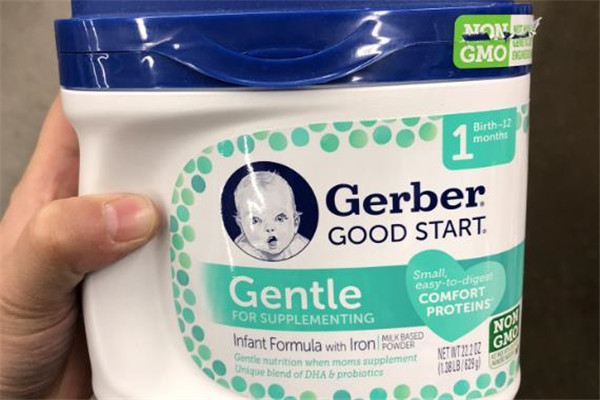 NON
GMO
1 Birth-12
months
Gerber®
GOOD START®
Gentle
FOR SUPPLEMENTING
Small,
easy-to-digest
COMFORT
PROTEINS™
Infant Formula with Iron MILK BASED
POWDER
Gentle nutrition when moms supplement
Unique blend of DHA & probiotics
NET WT 22.2 OZ
(1.38 LB / 629 g)
NON
GMO